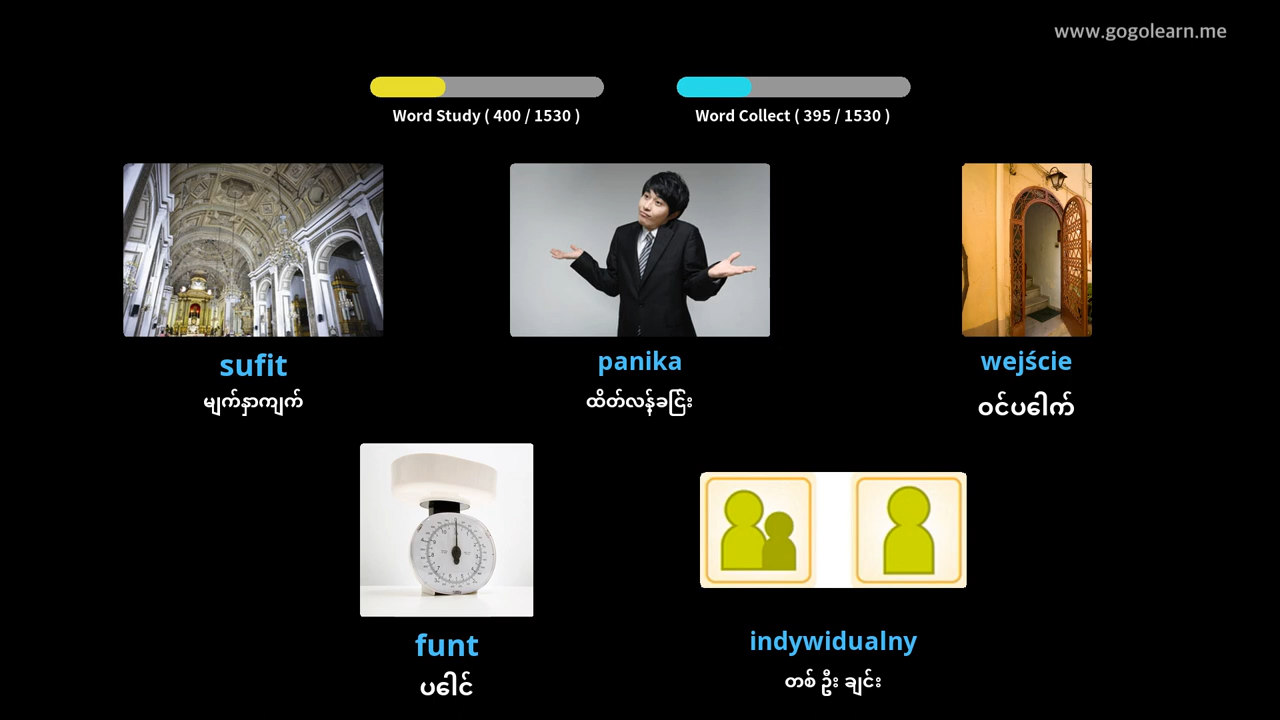 www.gogolearn.me
Word Study ( 400 / 1530 )
Word Collect ( 395 / 1530 )
sufit
မျက်နှာကျက်
panika
ထိတ်လန့်ခြင်း
wejście
ဝင်ပေါက်
funt
ပေါင်
indywidualny
တစ် ဦး ချင်း